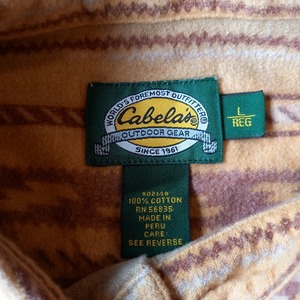 WORLD'S FOREMOST OUTFITTER®
Cabela's®
OUTDOOR GEAR
SINCE 1961
L
REG
100% COTTON
RN 56835
MADE IN
PERU
CARE:
SEE REVERSE